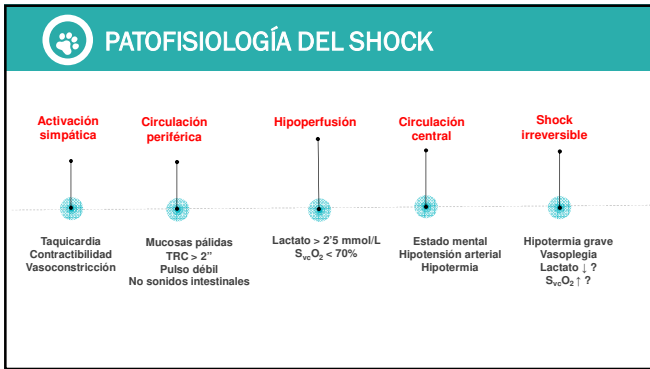 PATOFISIOLOGÍA DEL SHOCK
Activación
simpática
Circulación
periférica
Hipoperfusión
Circulación
central
Shock
irreversible
Taquicardia
Contractibilidad
Vasoconstricción
Mucosas pálidas
TRC > 2”
Pulso débil
No sonidos intestinales
Lactato > 2’5 mmol/L
SvcO2 < 70%
Estado mental
Hipotensión arterial
Hipotermia
Hipotermia grave
Vasoplegia
Lactato ↓ ?
SvcO2 ↑ ?